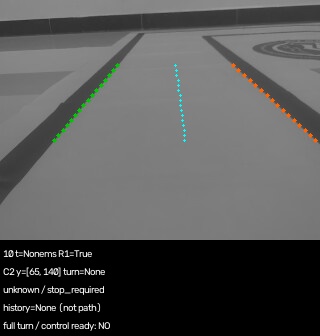 10 t=Nonems R1=True
C2 y=[65, 140] turn=None
unknown / stop_required
history=None (not path)
full turn / control ready: NO